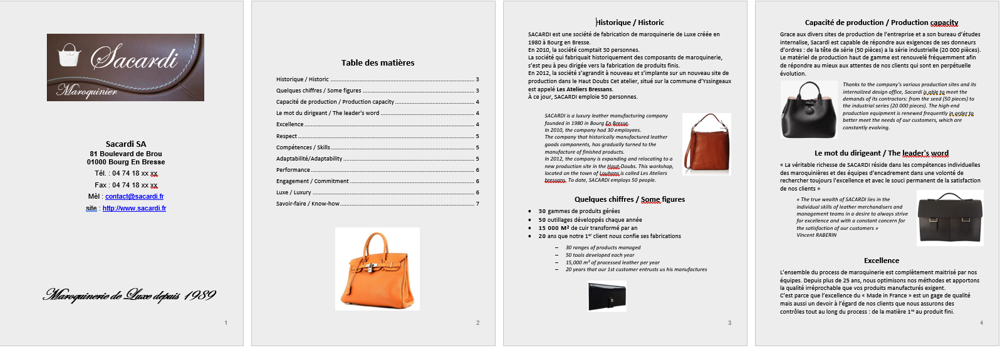 Sacardi
Maroquinier
Sacardi SA
81 Boulevard de Brou
01000 Bourg En Bresse
Tél. : 04 74 18 xx xx
Fax : 04 74 18 xx xx
Mèl : contact@sacardi.fr
site : http://www.sacardi.fr
Maroquinerie de Luxe depuis 1989
1
Table des matières
Historique / Historic ... 3
Quelques chiffres / Some figures ... 3
Capacité de production / Production capacity ... 4
Le mot du dirigeant / The leader's word ... 4
Excellence ... 4
Respect ... 5
Compétences / Skills ... 5
Adaptabilité/Adaptability ... 5
Performance ... 6
Engagement / Commitment ... 6
Luxe / Luxury ... 6
Savoir-faire / Know-how ... 7
2
Historique / Historic
SACARDI est une société de fabrication de maroquinerie de Luxe créée en
1980 à Bourg en Bresse.
En 2010, la société comptait 30 personnes.
La société qui fabriquait historiquement des composants de maroquinerie,
s'est peu à peu dirigée vers la fabrication de produits finis.
En 2012, la société s'agrandit à nouveau et s'implante sur un nouveau site de
production dans le Haut Doubs Cet atelier, situé sur la commune d'Yssingeaux
est appelé Les Ateliers Bressans.
À ce jour, SACARDI emploie 50 personnes.
SACARDI is a luxury leather manufacturing company
founded in 1980 in Bourg En Bresse.
In 2010, the company had 30 employees.
The company that historically manufactured leather
goods components, has gradually turned to the
manufacture of finished products.
In 2012, the company is expanding and relocating to a
new production site in the Haut-Doubs. This workshop,
located on the town of Louhans is called Les Ateliers
bressans. To date, SACARDI employs 50 people.
Quelques chiffres / Some figures
• 30 gammes de produits gérées
• 50 outillages développés chaque année
• 15 000 M² de cuir transformé par an
• 20 ans que notre 1er client nous confie ses fabrications
– 30 ranges of products managed
– 50 tools developed each year
– 15,000 m² of processed leather per year
– 20 years that our 1st customer entrusts us his manufactures
3
Capacité de production / Production capacity
Grace aux divers sites de production de l'entreprise et a son bureau d'études
internalise, Sacardi est capable de répondre aux exigences de ses donneurs
d'ordres : de la tête de série (50 pièces) a la série industrielle (20 000 pièces).
Le matériel de production haut de gamme est renouvelé fréquemment afin
de répondre au mieux aux attentes de nos clients qui sont en perpétuelle
évolution.
Thanks to the company's various production sites and its
internalized design office, Sacardi is able to meet the
demands of its contractors: from the seed (50 pieces) to
the industrial series (20 000 pieces). The high-end
production equipment is renewed frequently in order to
better meet the needs of our customers, which are
constantly evolving.
Le mot du dirigeant / The leader's word
« La véritable richesse de SACARDI réside dans les compétences individuelles
des maroquinières et des équipes d'encadrement dans une volonté de
rechercher toujours l'excellence et avec le souci permanent de la satisfaction
de nos clients »
« The true wealth of SACARDI lies in the
individual skills of leather merchandisers and
management teams in a desire to always strive
for excellence and with a constant concern for
the satisfaction of our customers »
Vincent RABERIN
Excellence
L'ensemble du process de maroquinerie est complètement maitrisé par nos
équipes. Depuis plus de 25 ans, nous optimisons nos méthodes et apportons
la qualité irréprochable que vos produits manufacturés exigent.
C'est parce que l'excellence du « Made in France » est un gage de qualité
mais aussi un devoir à l'égard de nos clients que nous assurons des
contrôles tout au long du process : de la matière 1re au produit fini.
4